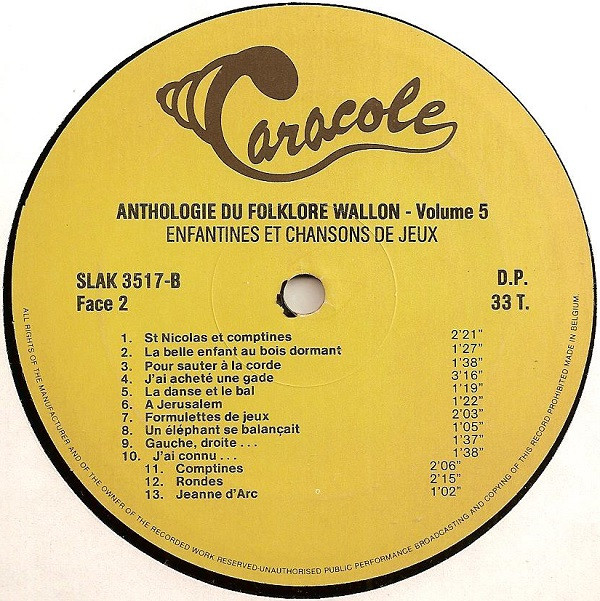 Caracole
ANTHOLOGIE DU FOLKLORE WALLON - Volume 5
ENFANTINES ET CHANSONS DE JEUX
SLAK 3517-B D.P.
Face 2 33 T.
1. St Nicolas et comptines 2'21"
2. La belle enfant au bois dormant 1'27"
3. Pour sauter à la corde 1'38"
4. J'ai acheté une gade 3'16"
5. La danse et le bal 1'19"
6. A Jerusalem 1'22"
7. Formulettes de jeux 2'03"
8. Un éléphant se balançait 1'05"
9. Gauche, droite . . . 1'37"
10. J'ai connu . . . 1'38"
11. Comptines 2'06"
12. Rondes 2'15"
13. Jeanne d'Arc 1'02"
ALL RIGHTS OF THE MANUFACTURER AND OF THE OWNER OF THE RECORDED WORK RESERVED-UNAUTHORISED PUBLIC PERFORMANCE BROADCASTING AND COPYING OF THIS RECORD PROHIBITED MADE IN BELGIUM